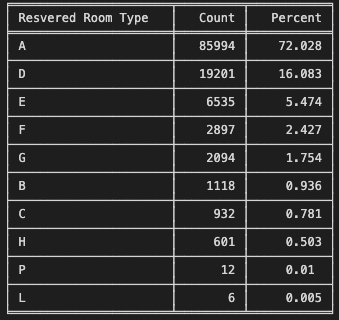 Resvered Room Type Count Percent
A 85994 72.028
D 19201 16.083
E 6535 5.474
F 2897 2.427
G 2094 1.754
B 1118 0.936
C 932 0.781
H 601 0.503
P 12 0.01
L 6 0.005